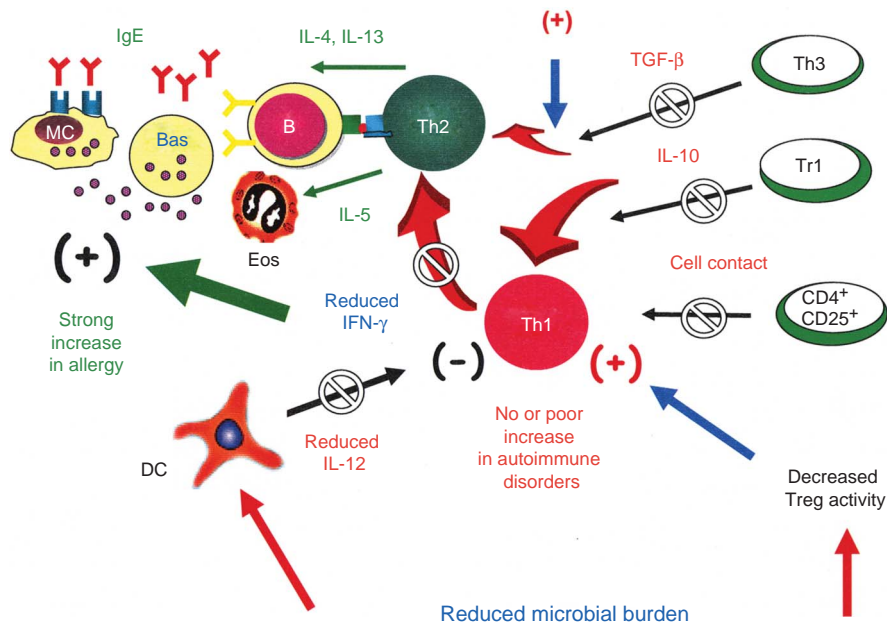 IgE
IL-4, IL-13
(+)
TGF-β
Th3
MC
Bas
B
Th2
IL-10
Tr1
IL-5
Eos
(+)
Cell contact
Strong
increase
in allergy
Reduced
IFN-γ
Th1
CD4+
CD25+
(-)
(+)
DC
Reduced
IL-12
No or poor
increase
in autoimmune
disorders
Decreased
Treg activity
Reduced microbial burden